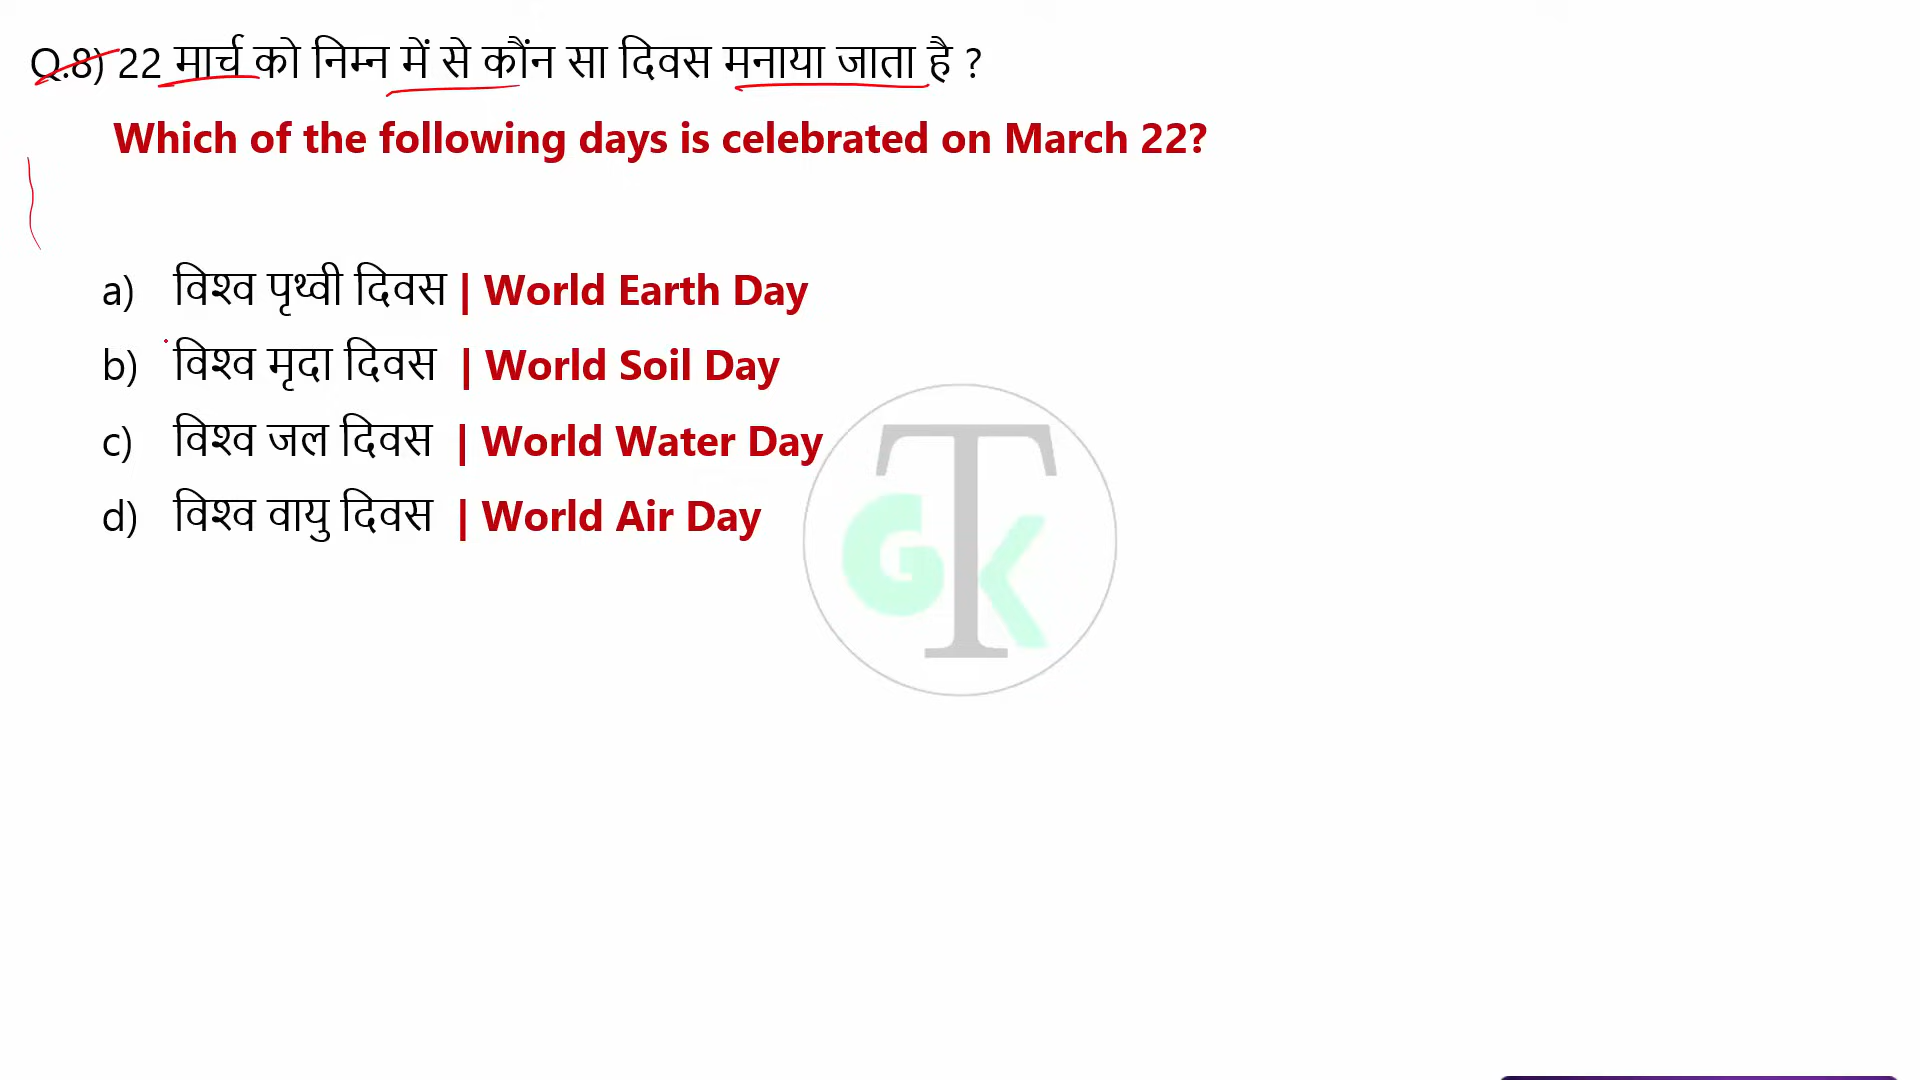 Q.8) 22 मार्च को निम्न में से कौंन सा दिवस मनाया जाता है ?
Which of the following days is celebrated on March 22?
a) विश्व पृथ्वी दिवस | World Earth Day
b) विश्व मृदा दिवस | World Soil Day
c) विश्व जल दिवस | World Water Day
d) विश्व वायु दिवस | World Air Day
GTK